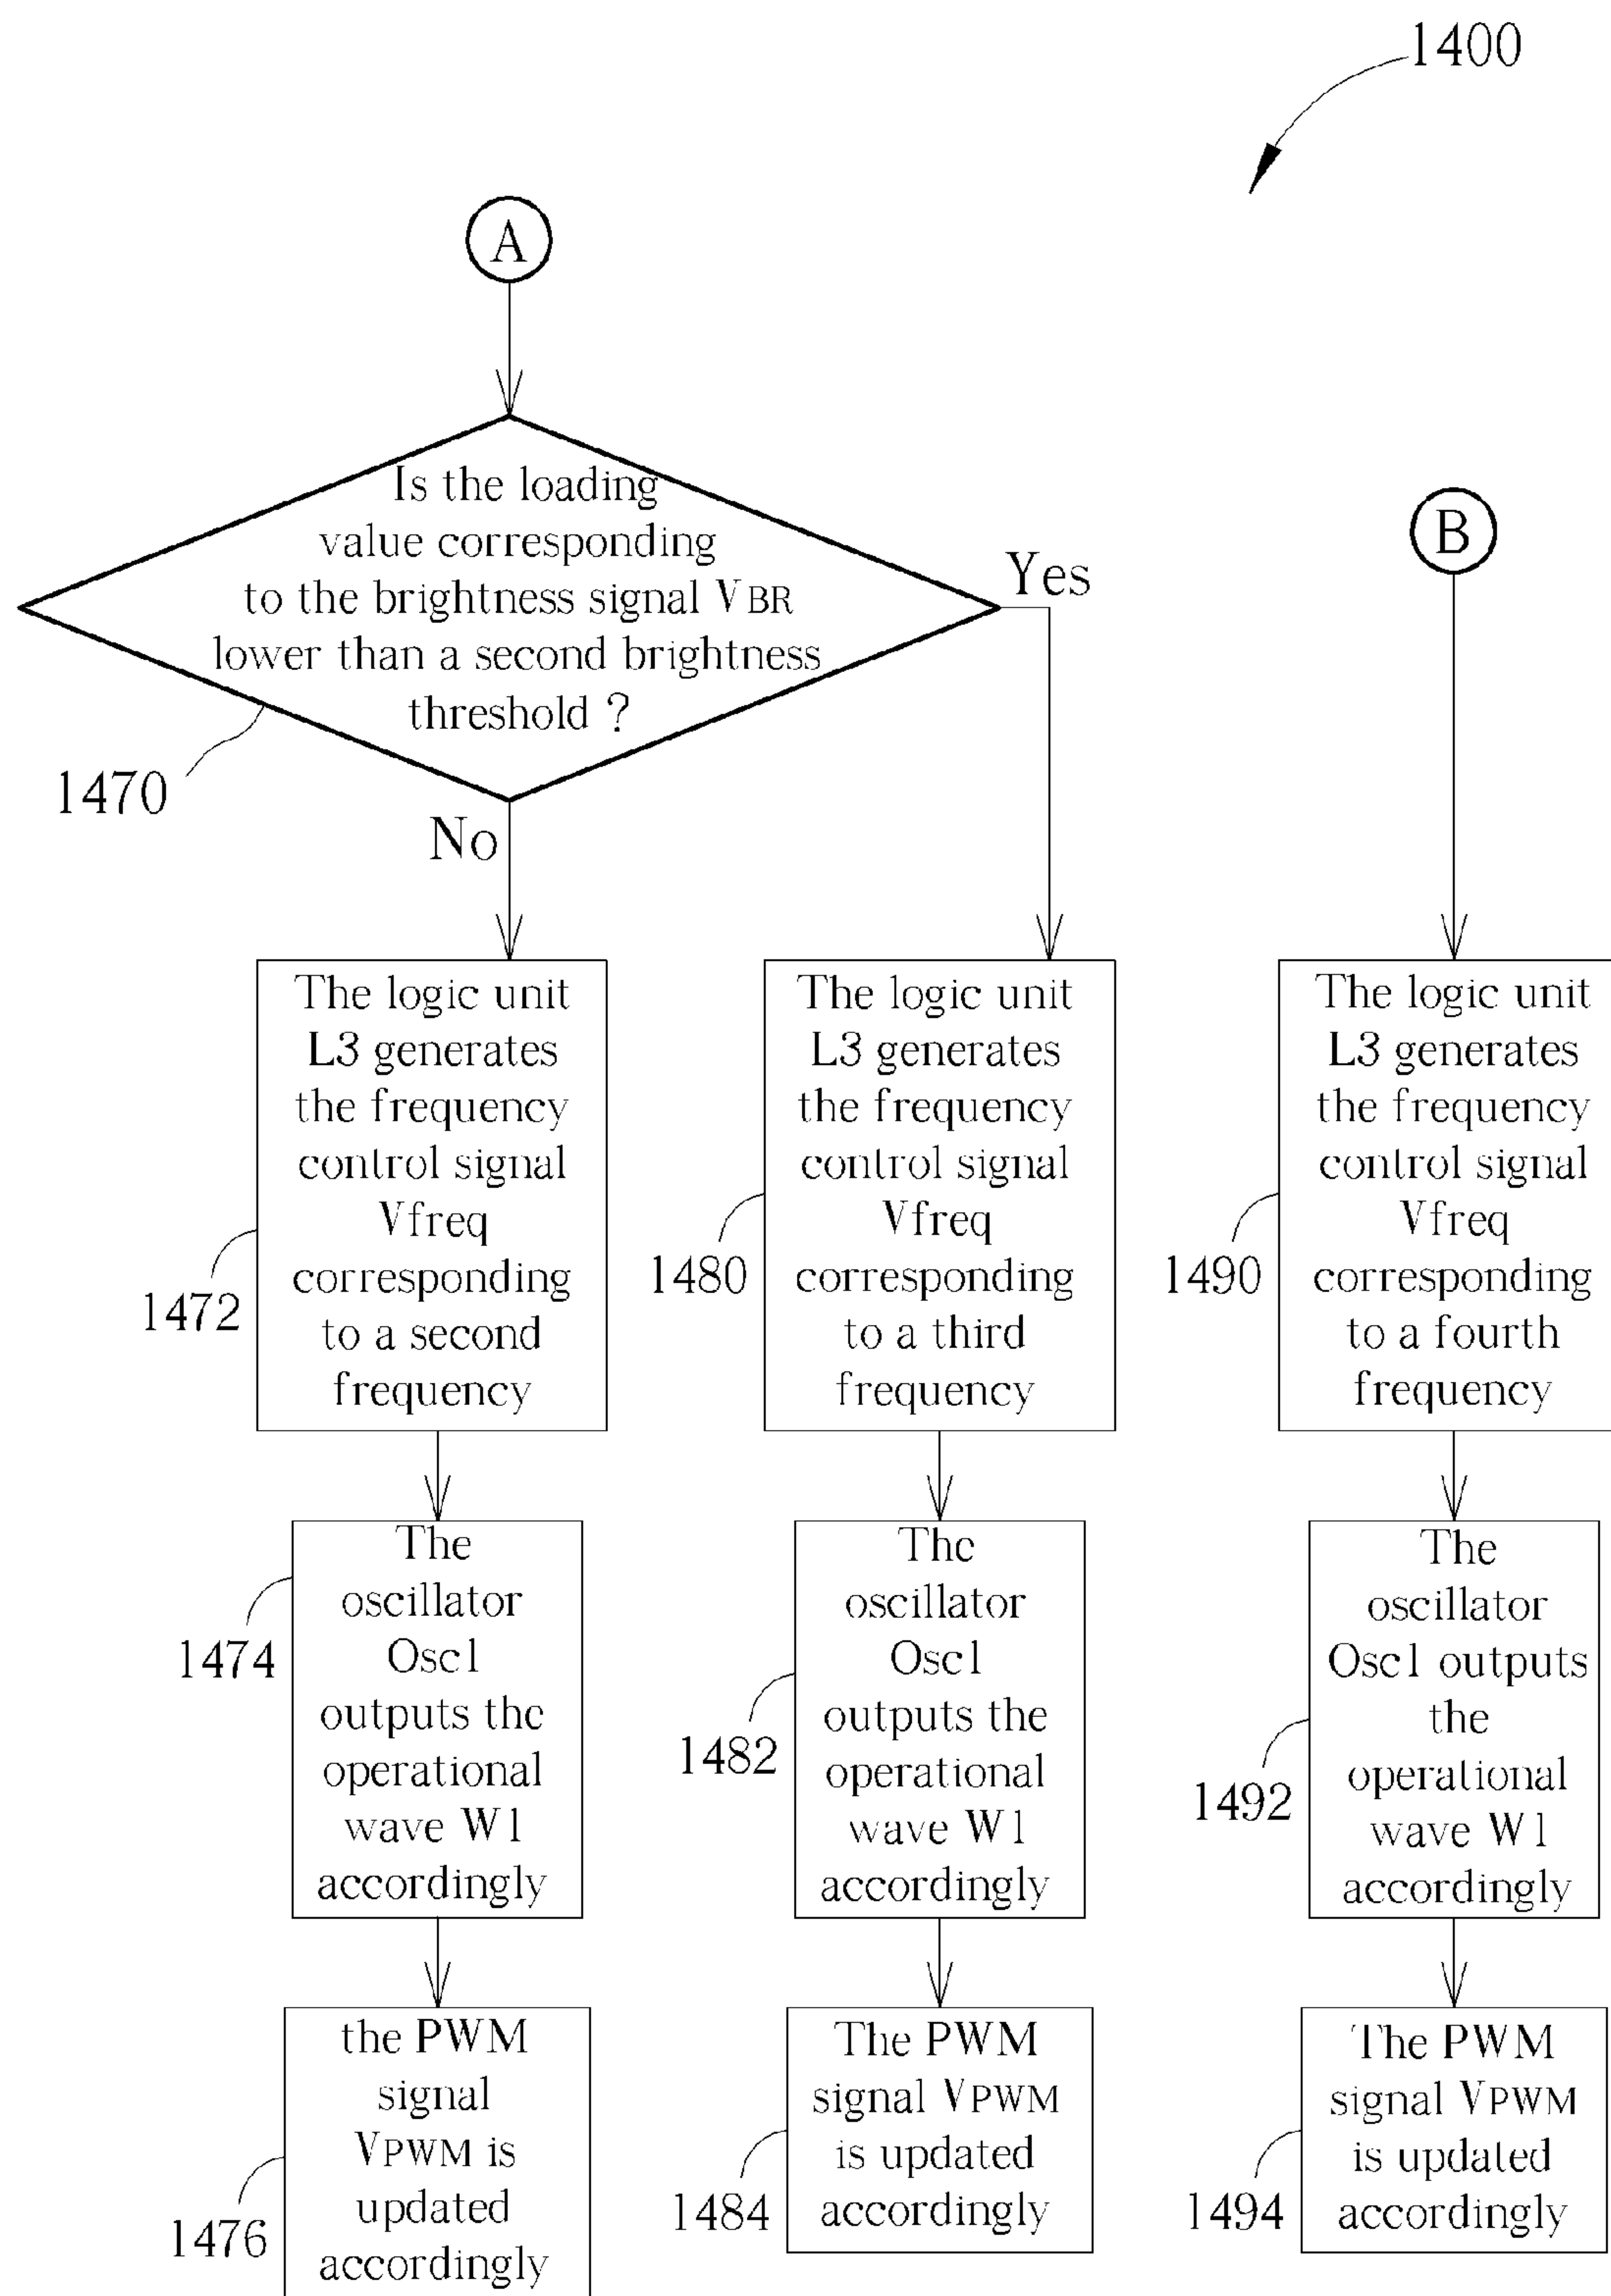 1400
A
Is the loading
value corresponding
to the brightness signal VBR
lower than a second brightness
threshold ?
1470
Yes
No
B
The logic unit
L3 generates
the frequency
control signal
Vfreq
corresponding
to a second
frequency
1472
The logic unit
L3 generates
the frequency
control signal
Vfreq
corresponding
to a third
frequency
1480
The logic unit
L3 generates
the frequency
control signal
Vfreq
corresponding
to a fourth
frequency
1490
The
oscillator
Osc1
outputs the
operational
wave W1
accordingly
1474
The
oscillator
Osc1
outputs the
operational
wave W1
accordingly
1482
The
oscillator
Osc1 outputs
the
operational
wave W1
accordingly
1492
the PWM
signal
VPWM is
updated
accordingly
1476
The PWM
signal VPWM
is updated
accordingly
1484
The PWM
signal VPWM
is updated
accordingly
1494